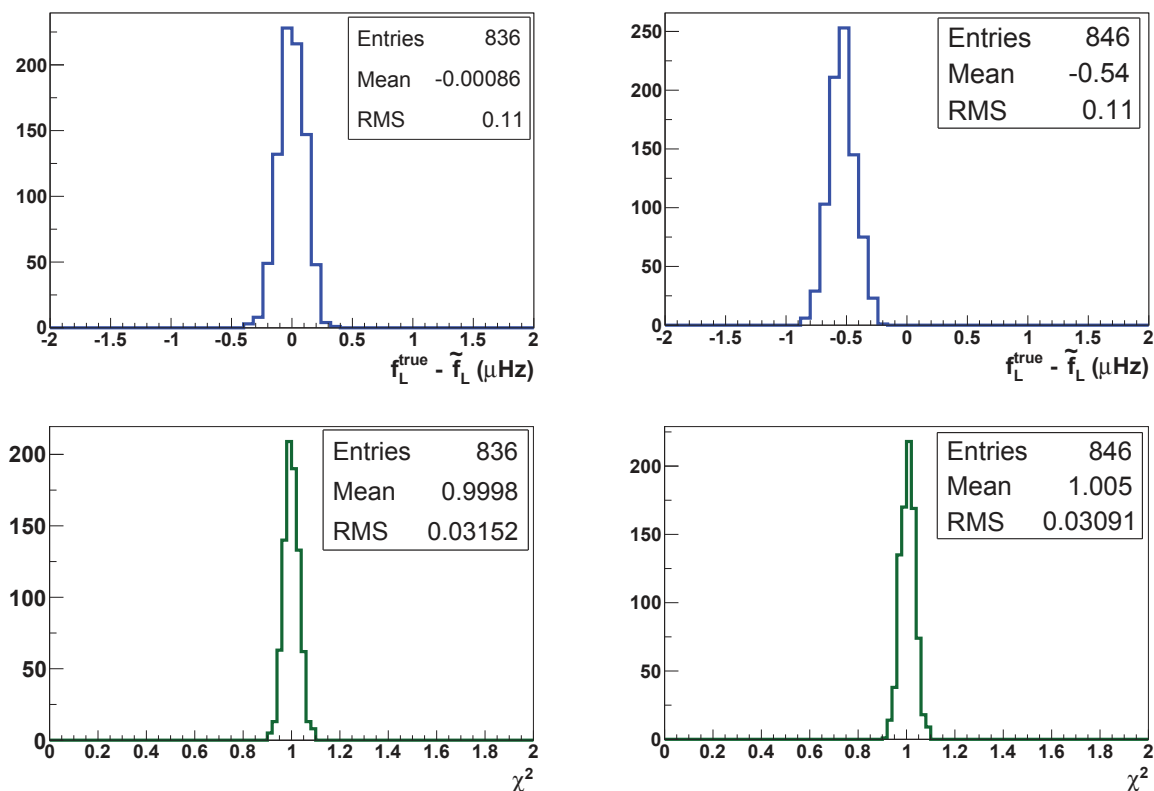 Entries 836
Mean -0.00086
RMS 0.11
200
150
100
50
0
-2 -1.5 -1 -0.5 0 0.5 1 1.5 2
f_L^true - f̃_L (μHz)
Entries 846
Mean -0.54
RMS 0.11
250
200
150
100
50
0
-2 -1.5 -1 -0.5 0 0.5 1 1.5 2
f_L^true - f̃_L (μHz)
Entries 836
Mean 0.9998
RMS 0.03152
200
150
100
50
0
0 0.2 0.4 0.6 0.8 1 1.2 1.4 1.6 1.8 2
χ²
Entries 846
Mean 1.005
RMS 0.03091
200
150
100
50
0
0 0.2 0.4 0.6 0.8 1 1.2 1.4 1.6 1.8 2
χ²